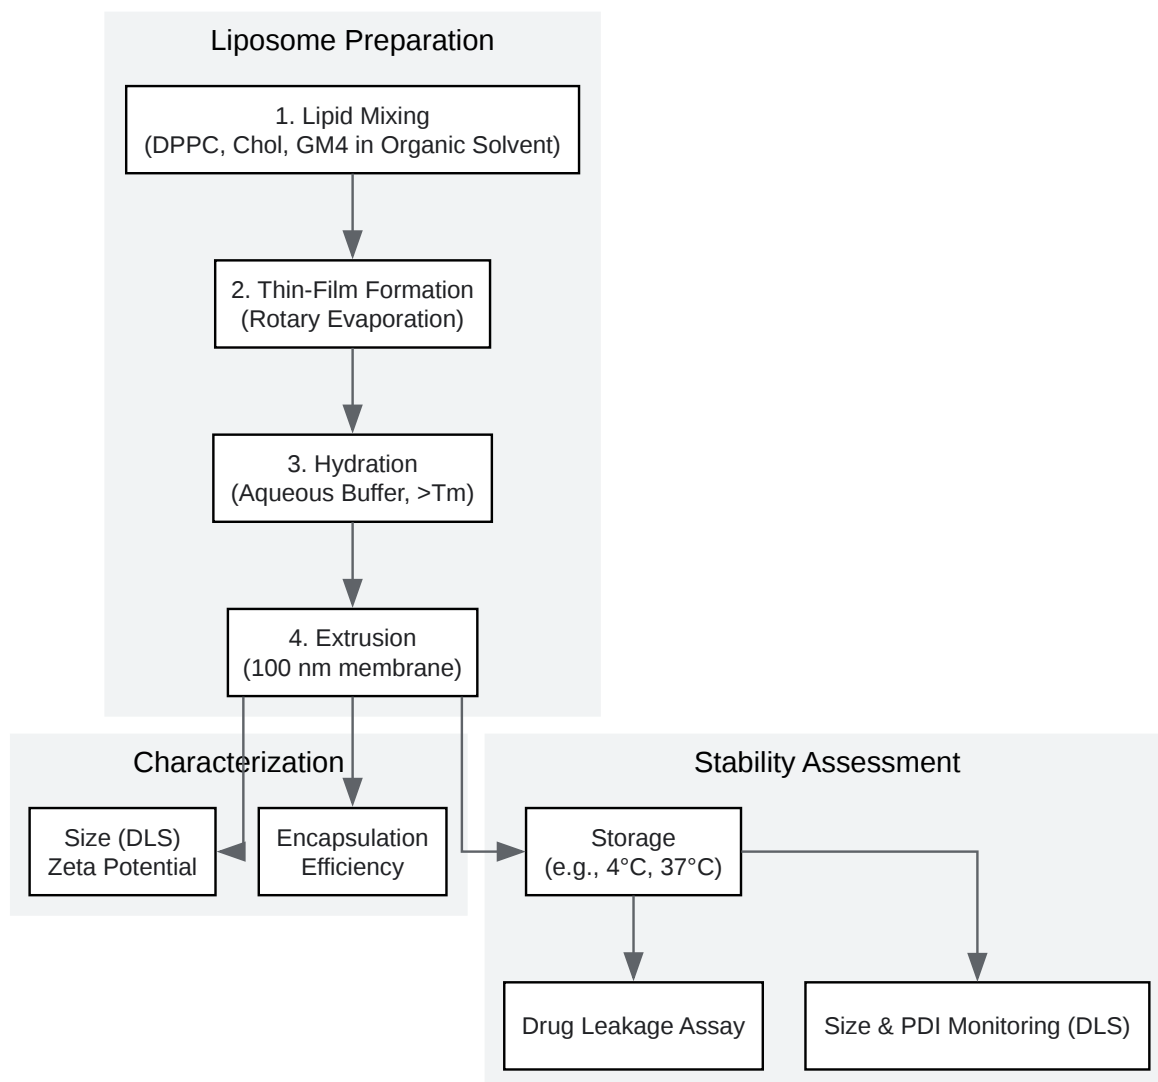 Liposome Preparation
1. Lipid Mixing
(DPPC, Chol, GM4 in Organic Solvent)
2. Thin-Film Formation
(Rotary Evaporation)
3. Hydration
(Aqueous Buffer, >Tm)
4. Extrusion
(100 nm membrane)
Characterization
Size (DLS)
Zeta Potential
Encapsulation
Efficiency
Stability Assessment
Storage
(e.g., 4°C, 37°C)
Drug Leakage Assay
Size & PDI Monitoring (DLS)